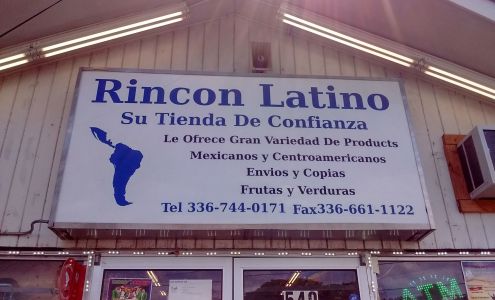 Rincon Latino
Su Tienda De Confianza
Le Ofrece Gran Variedad De Products
Mexicanos y Centroamericanos
Envios y Copias
Frutas y Verduras
Tel 336-744-0171 Fax336-661-1122
ATM